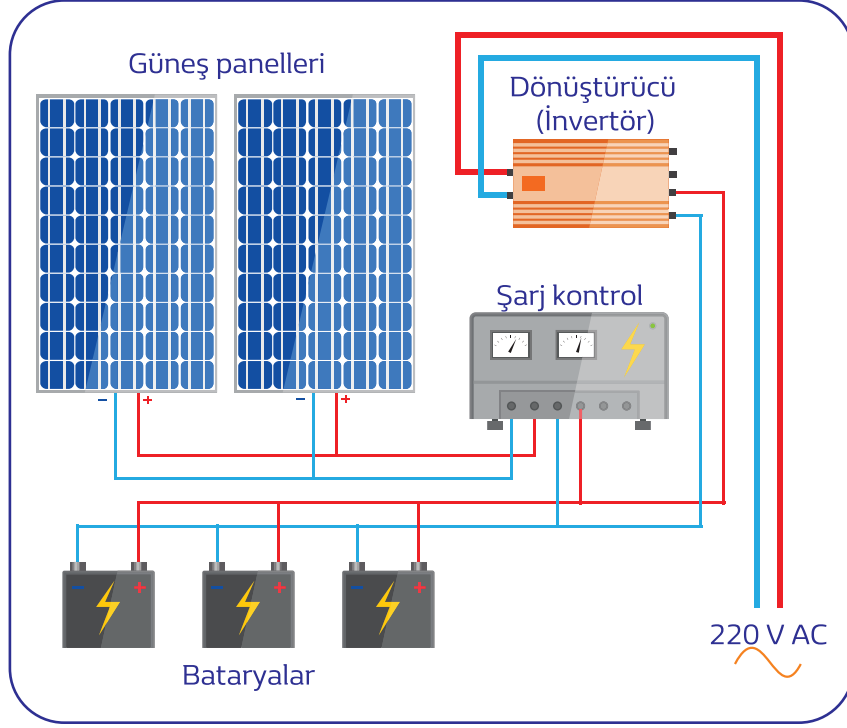 Güneş panelleri
Dönüştürücü
(İnvertör)
Şarj kontrol
− +
− +
− +
− +
− +
Bataryalar
220 V AC